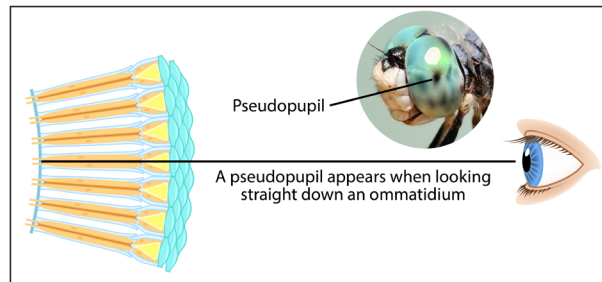 Pseudopupil
A pseudopupil appears when looking
straight down an ommatidium